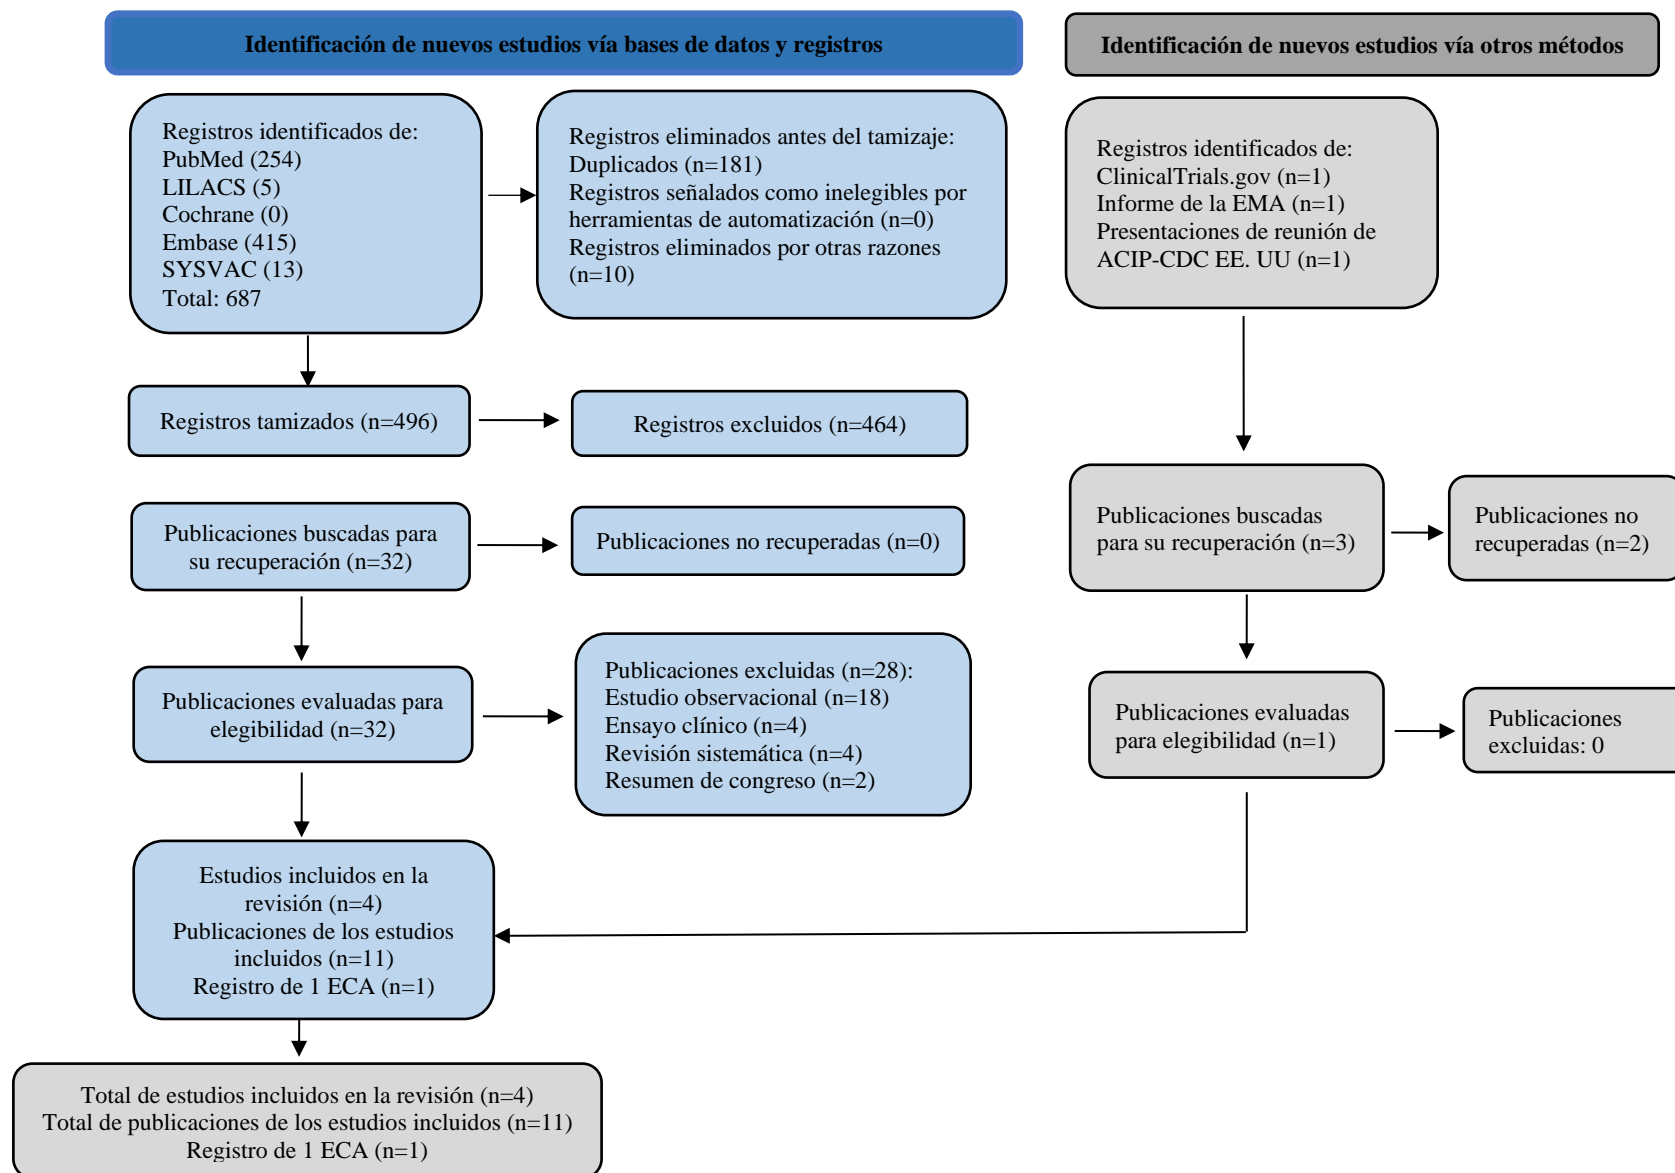 Identificación de nuevos estudios vía bases de datos y registros
Identificación de nuevos estudios vía otros métodos
Registros identificados de:
PubMed (254)
LILACS (5)
Cochrane (0)
Embase (415)
SYSVAC (13)
Total: 687
Registros eliminados antes del tamizaje:
Duplicados (n=181)
Registros señalados como inelegibles por
herramientas de automatización (n=0)
Registros eliminados por otras razones
(n=10)
Registros identificados de:
ClinicalTrials.gov (n=1)
Informe de la EMA (n=1)
Presentaciones de reunión de
ACIP-CDC EE. UU (n=1)
Registros tamizados (n=496)
Registros excluidos (n=464)
Publicaciones buscadas para
su recuperación (n=32)
Publicaciones no recuperadas (n=0)
Publicaciones buscadas
para su recuperación (n=3)
Publicaciones no
recuperadas (n=2)
Publicaciones evaluadas para
elegibilidad (n=32)
Publicaciones excluidas (n=28):
Estudio observacional (n=18)
Ensayo clínico (n=4)
Revisión sistemática (n=4)
Resumen de congreso (n=2)
Publicaciones evaluadas
para elegibilidad (n=1)
Publicaciones
excluidas: 0
Estudios incluidos en la
revisión (n=4)
Publicaciones de los estudios
incluidos (n=11)
Registro de 1 ECA (n=1)
Total de estudios incluidos en la revisión (n=4)
Total de publicaciones de los estudios incluidos (n=11)
Registro de 1 ECA (n=1)